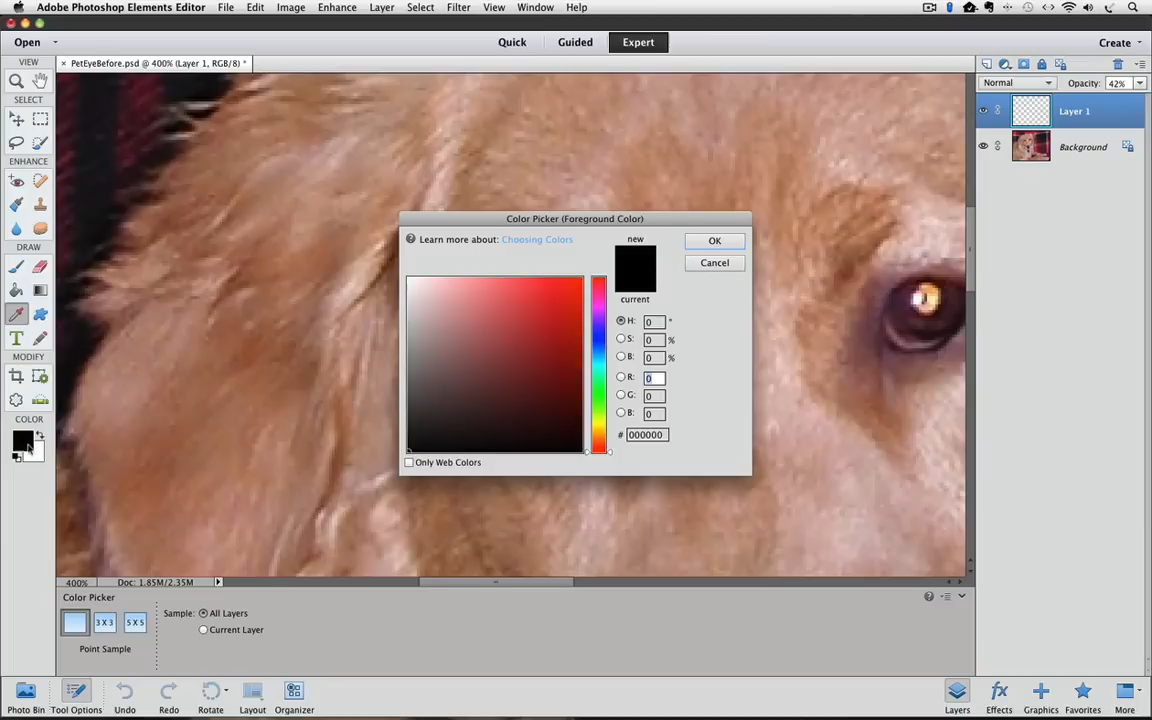 Adobe Photoshop Elements Editor File Edit Image Enhance Layer Select Filter View Window Help
Open Quick Guided Expert Create
VIEW
× PetEyeBefore.psd @ 400% (Layer 1, RGB/8) *
Normal Opacity: 42%
SELECT
Layer 1
Background
ENHANCE
Color Picker (Foreground Color)
Learn more about: Choosing Colors
new
OK
DRAW
Cancel
current
H: 0 °
S: 0 %
T
MODIFY
B: 0 %
R: 0
G: 0
B: 0
COLOR
# 000000
Only Web Colors
400% Doc: 1.85M/2.35M
Color Picker
Sample: All Layers
3 X 3 5 X 5
Current Layer
Point Sample
Photo Bin Tool Options Undo Redo Rotate Layout Organizer fx Layers Effects Graphics Favorites More